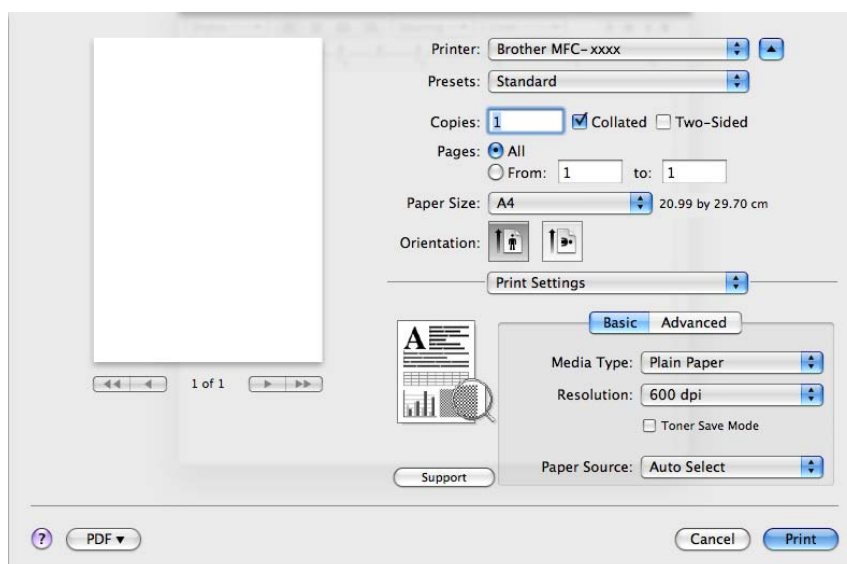 Printer: Brother MFC-xxxx
Presets: Standard
Copies: 1 Collated Two-Sided
Pages: All
From: 1 to: 1
Paper Size: A4 20.99 by 29.70 cm
Orientation:
Print Settings
Basic Advanced
A
Media Type: Plain Paper
1 of 1
Resolution: 600 dpi
Toner Save Mode
Paper Source: Auto Select
Support
? PDF Cancel Print